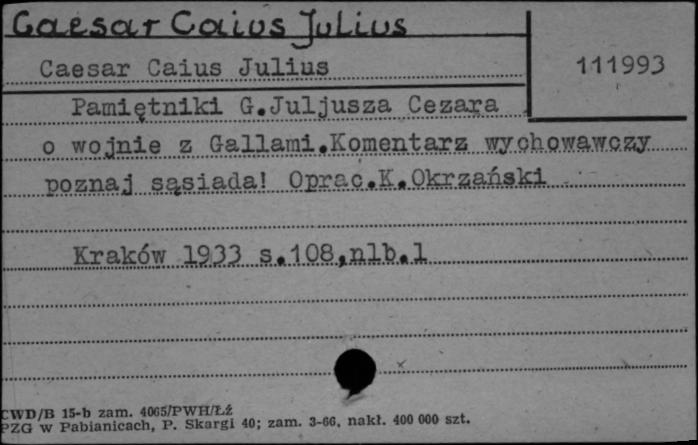 Caesar Caius Julius
Caesar Caius Julius
111993
Pamiętniki G.Juljusza Cezara
o wojnie z Gallami.Komentarz wychowawczy
poznaj sąsiada! Oprac.K.Okrzański
Kraków 1933 s.108,nlb.1
CWD/B 15-b zam. 4065/PWH/Łź
PZG w Pabianicach, P. Skargi 40; zam. 3-66, nakł. 400 000 szt.